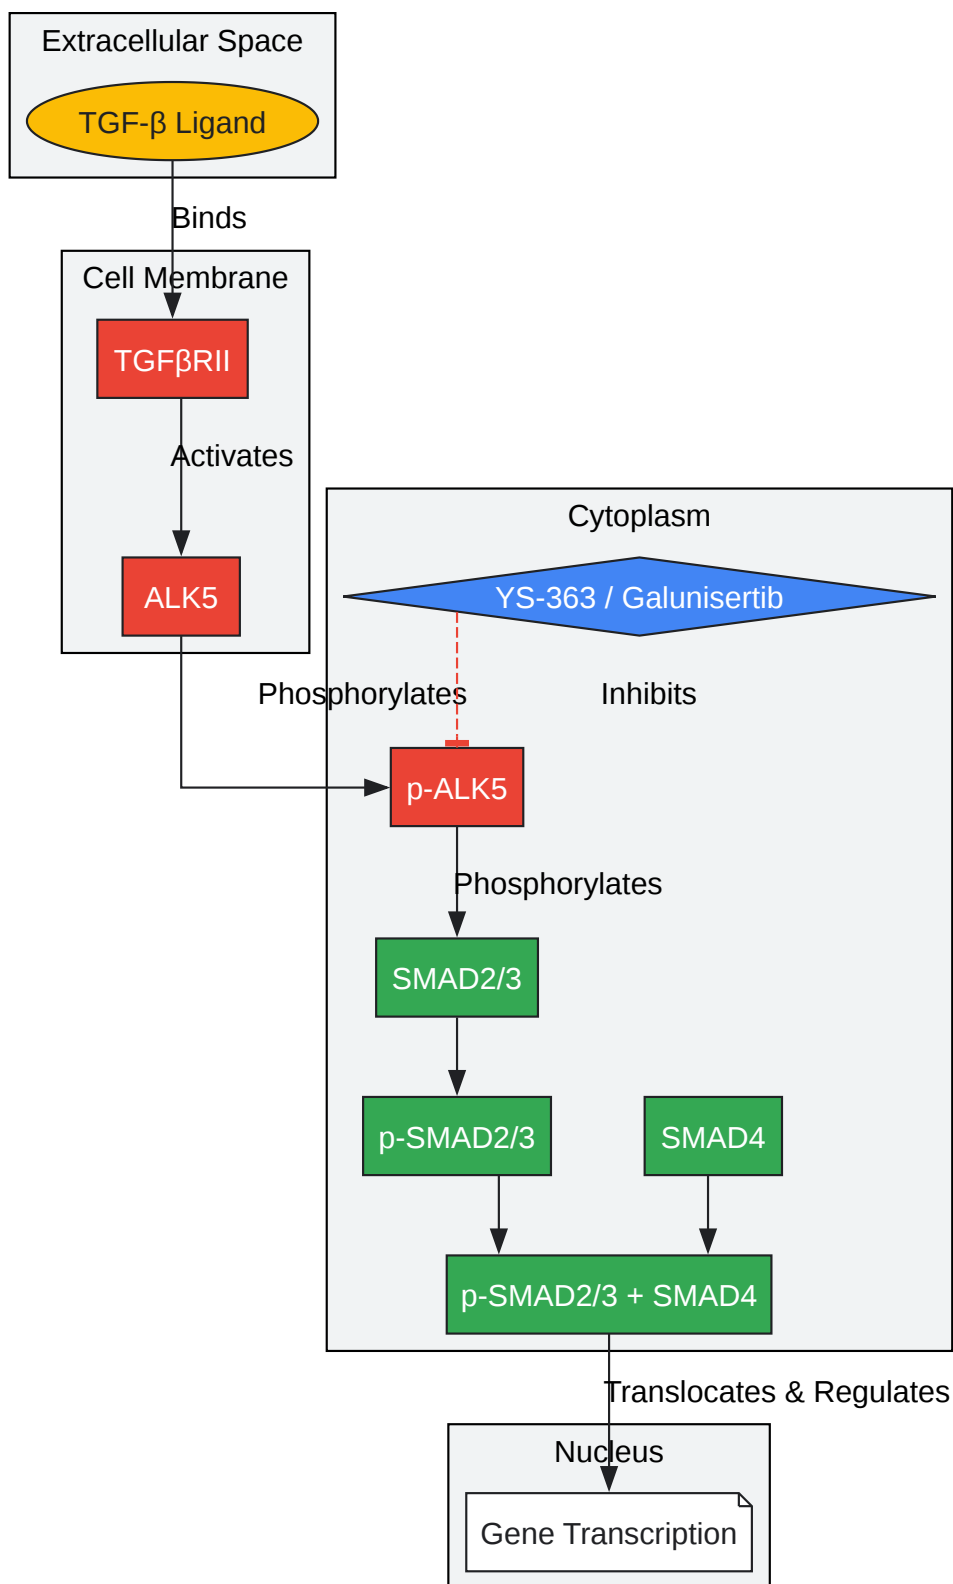 Extracellular Space
TGF-β Ligand
Binds
Cell Membrane
TGFβRII
Activates
ALK5
Cytoplasm
YS-363 / Galunisertib
Phosphorylates
Inhibits
p-ALK5
Phosphorylates
SMAD2/3
p-SMAD2/3
SMAD4
p-SMAD2/3 + SMAD4
Translocates & Regulates
Nucleus
Gene Transcription